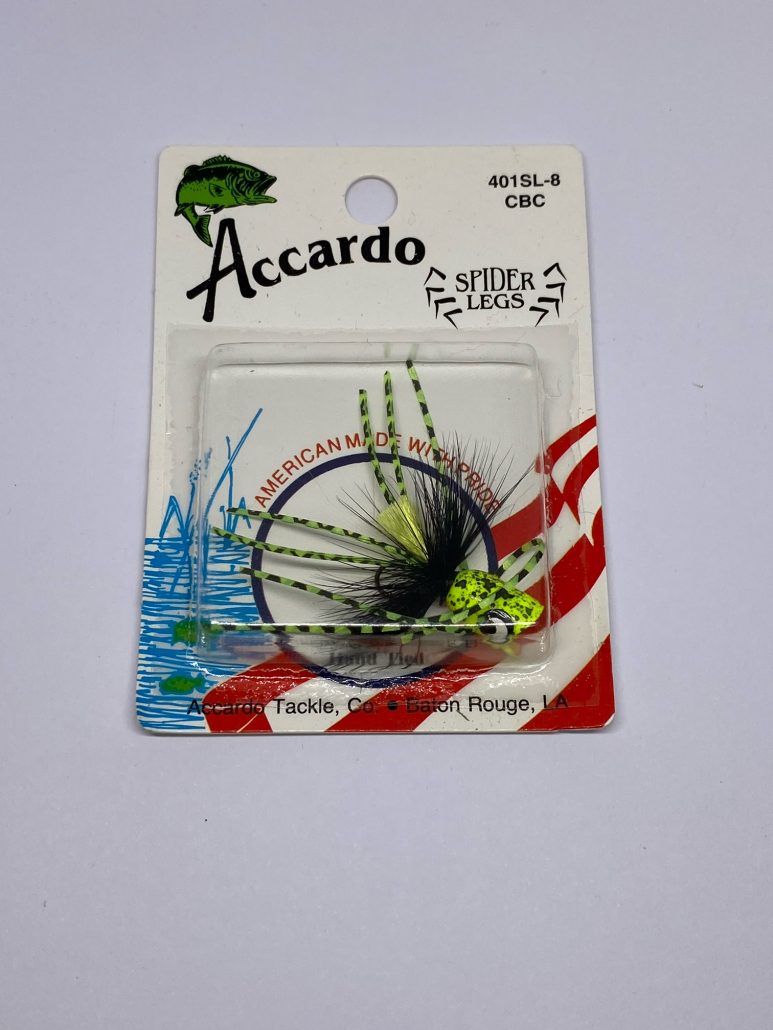 401SL-8
CBC
Accardo
SPIDER
LEGS
AMERICAN MADE WITH PRIDE
Hand Tied
Accardo Tackle, Co. ● Baton Rouge, LA